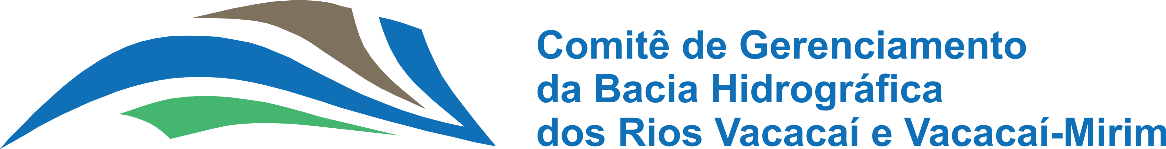 Comitê de Gerenciamento
da Bacia Hidrográfica
dos Rios Vacacaí e Vacacaí-Mirim